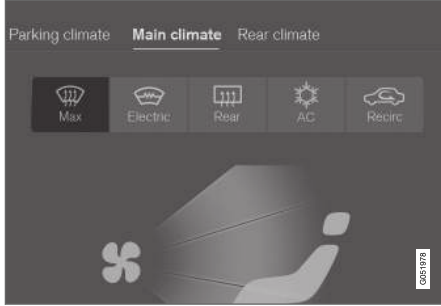 Parking climate Main climate Rear climate
Max Electric Rear AC Recirc
G051978